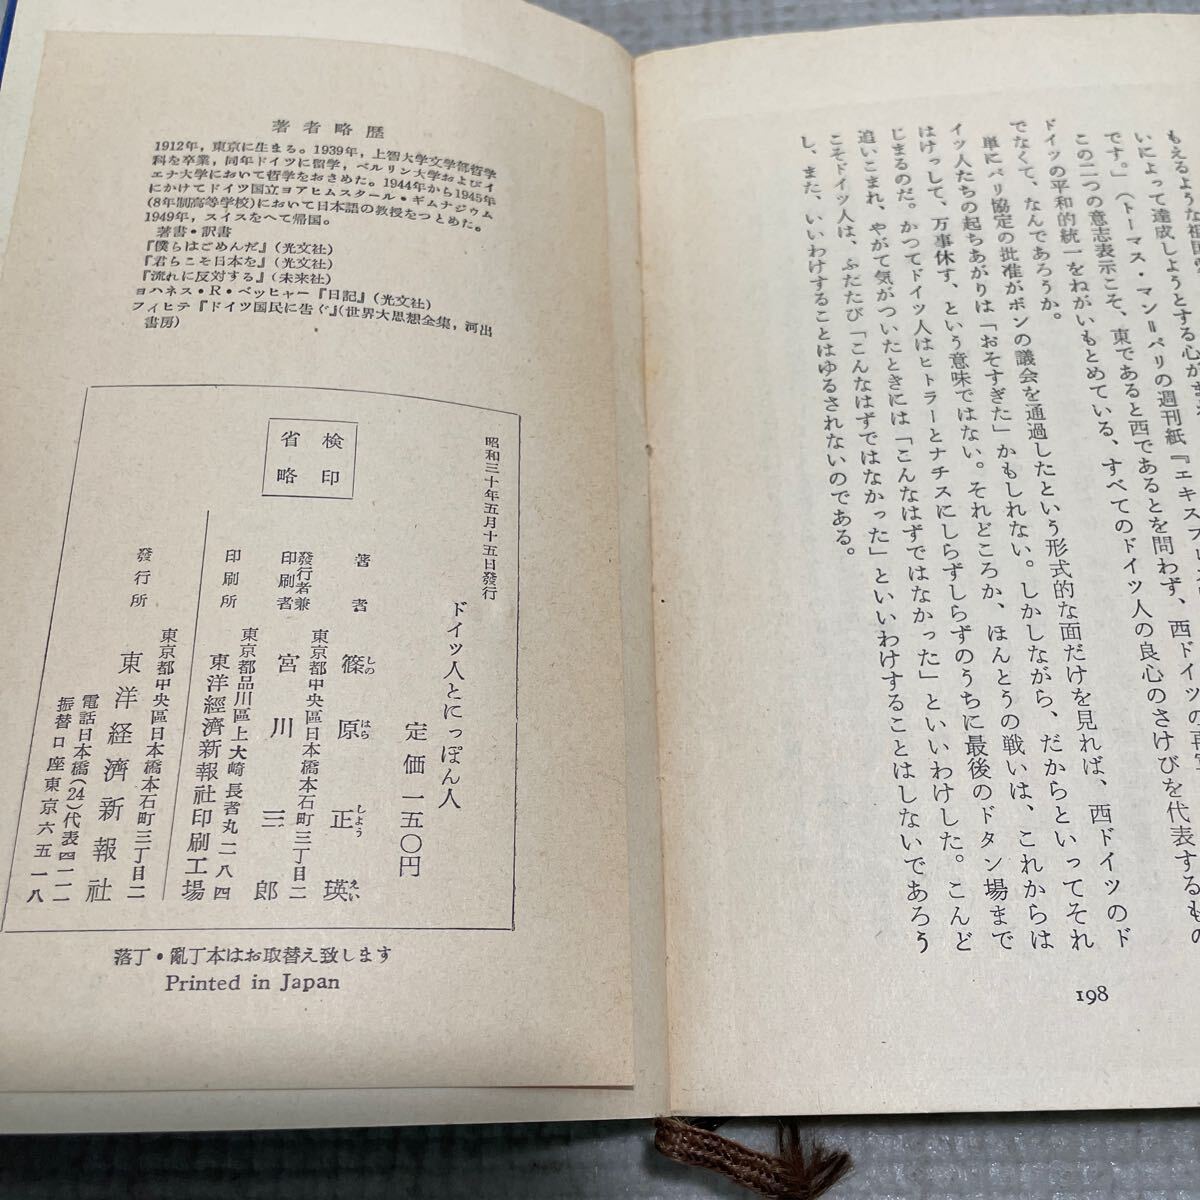 もえるような祖国
いによって達成しようとする心が
です。」（トーマス・マン＝パリの週刊紙『エキスプレ
この二つの意志表示こそ、東であると西であるとを問わず、西ドイツの再軍
ドイツの平和的統一をねがいもとめている、すべてのドイツ人の良心のさけびを代表するもの
でなくて、なんであろうか。
単にパリ協定の批准がボンの議会を通過したという形式的な面だけを見れば、西ドイツのド
イツ人たちの起ちあがりは「おそすぎた」かもしれない。しかしながら、だからといってそれ
はけっして、万事休す、という意味ではない。それどころか、ほんとうの戦いは、これからは
じまるのだ。かつてドイツ人はヒトラーとナチスにしらずしらずのうちに最後のドタン場まで
追いこまれ、やがて気がついたときには「こんなはずではなかった」といいわけした。こんど
こそドイツ人は、ふたたび「こんなはずではなかった」といいわけすることはしないであろう
し、また、いいわけすることはゆるされないのである。
198
著者略歴
1912年，東京に生まる。1939年，上智大学文学部哲学
科を卒業，同年ドイツに留学，ベルリン大学およびイ
エナ大学において哲学をおさめた。1944年から1945年
にかけてドイツ国立ヨアヒムスタール・ギムナジウム
(8年制高等学校)において日本語の教授をつとめた。
1949年，スイスをへて帰国。
著書・訳書
『僕らはごめんだ』(光文社)
『君らこそ日本を』(光文社)
『流れに反対する』(未来社)
ヨハネス・R・ベッヒャー『日記』(光文社)
フィヒテ『ドイツ国民に告ぐ』(世界大思想全集，河出
書房)
検印
省略
昭和三十年五月十五日發行
ドイツ人とにっぽん人
定価 一五〇円
著者 篠原正瑛
しの はら しよう えい
東京都中央區日本橋本石町三丁目二
發行者兼印刷者 宮川三郎
東京都品川區上大崎長者丸二八四
印刷所 東洋經濟新報社印刷工場
東京都中央區日本橋本石町三丁目二
發行所 東洋経濟新報社
電話日本橋(24)代表四一一一
振替口座東京六五一八
落丁・亂丁本はお取替え致します
Printed in Japan